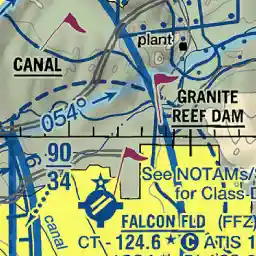 plant
CANAL
GRANITE
REEF DAM
054°
90
34
See NOTAMs/
for Class D
canal
FALCON FLD (FFZ)
CT - 124.6 ★ C ATIS 1